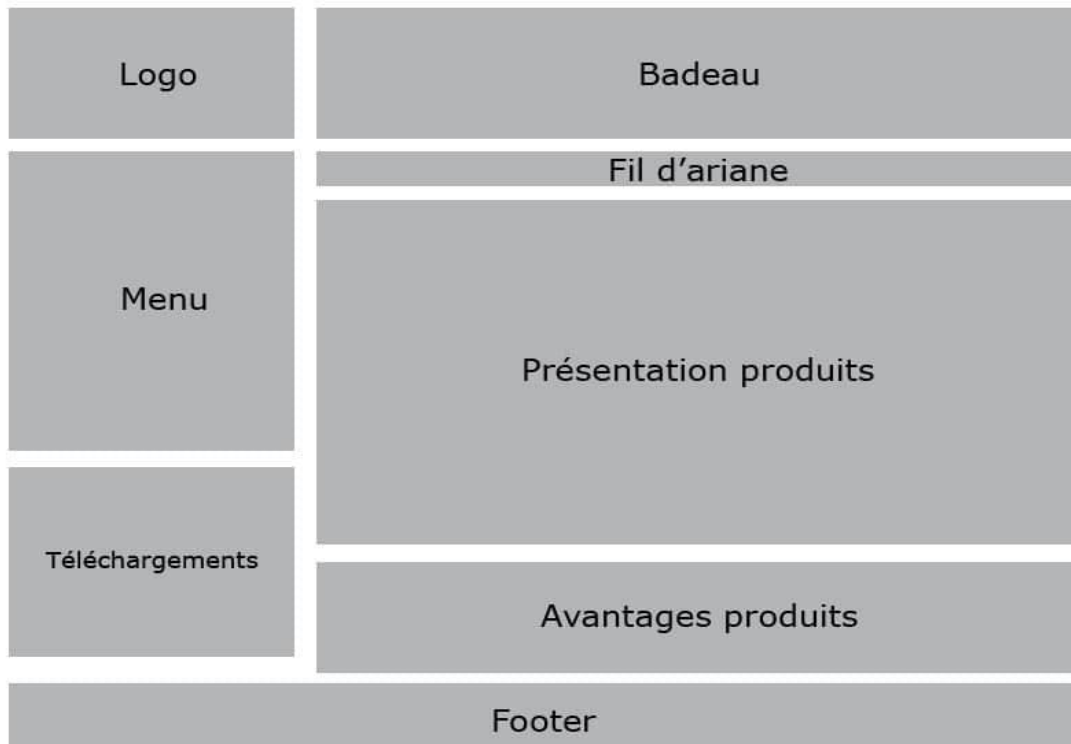 Logo
Badeau
Fil d’ariane
Menu
Présentation produits
Téléchargements
Avantages produits
Footer